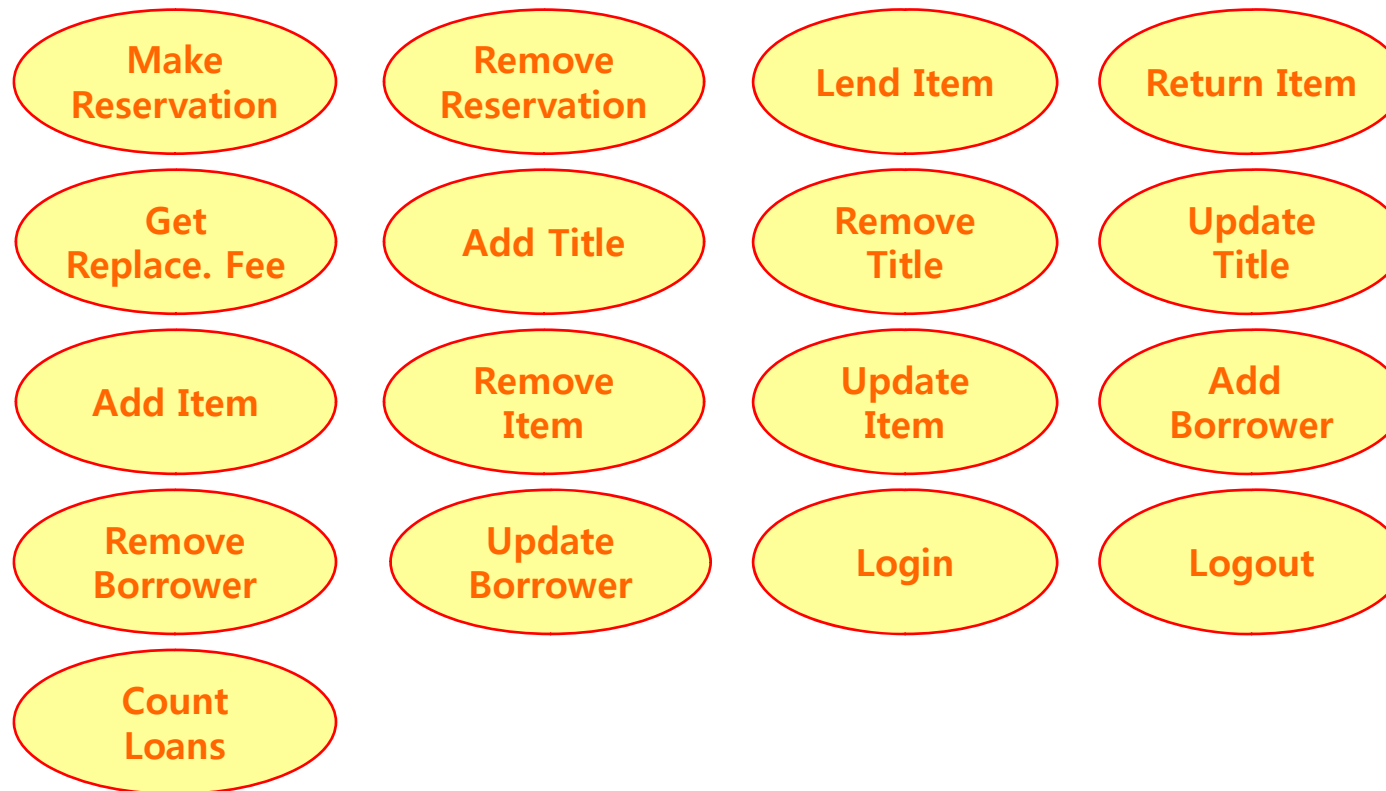 Make
Reservation
Remove
Reservation
Lend Item
Return Item
Get
Replace. Fee
Add Title
Remove
Title
Update
Title
Add Item
Remove
Item
Update
Item
Add
Borrower
Remove
Borrower
Update
Borrower
Login
Logout
Count
Loans